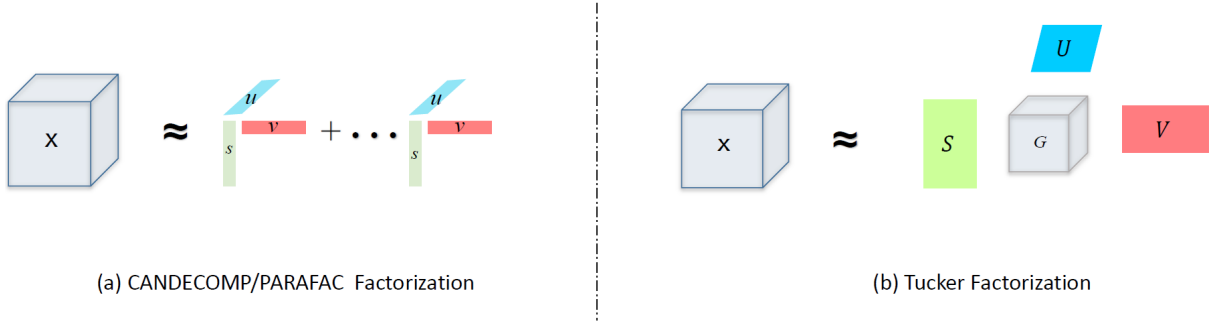 X ≈ u v s + ... u v s
(a) CANDECOMP/PARAFAC Factorization
X ≈ S U G V
(b) Tucker Factorization